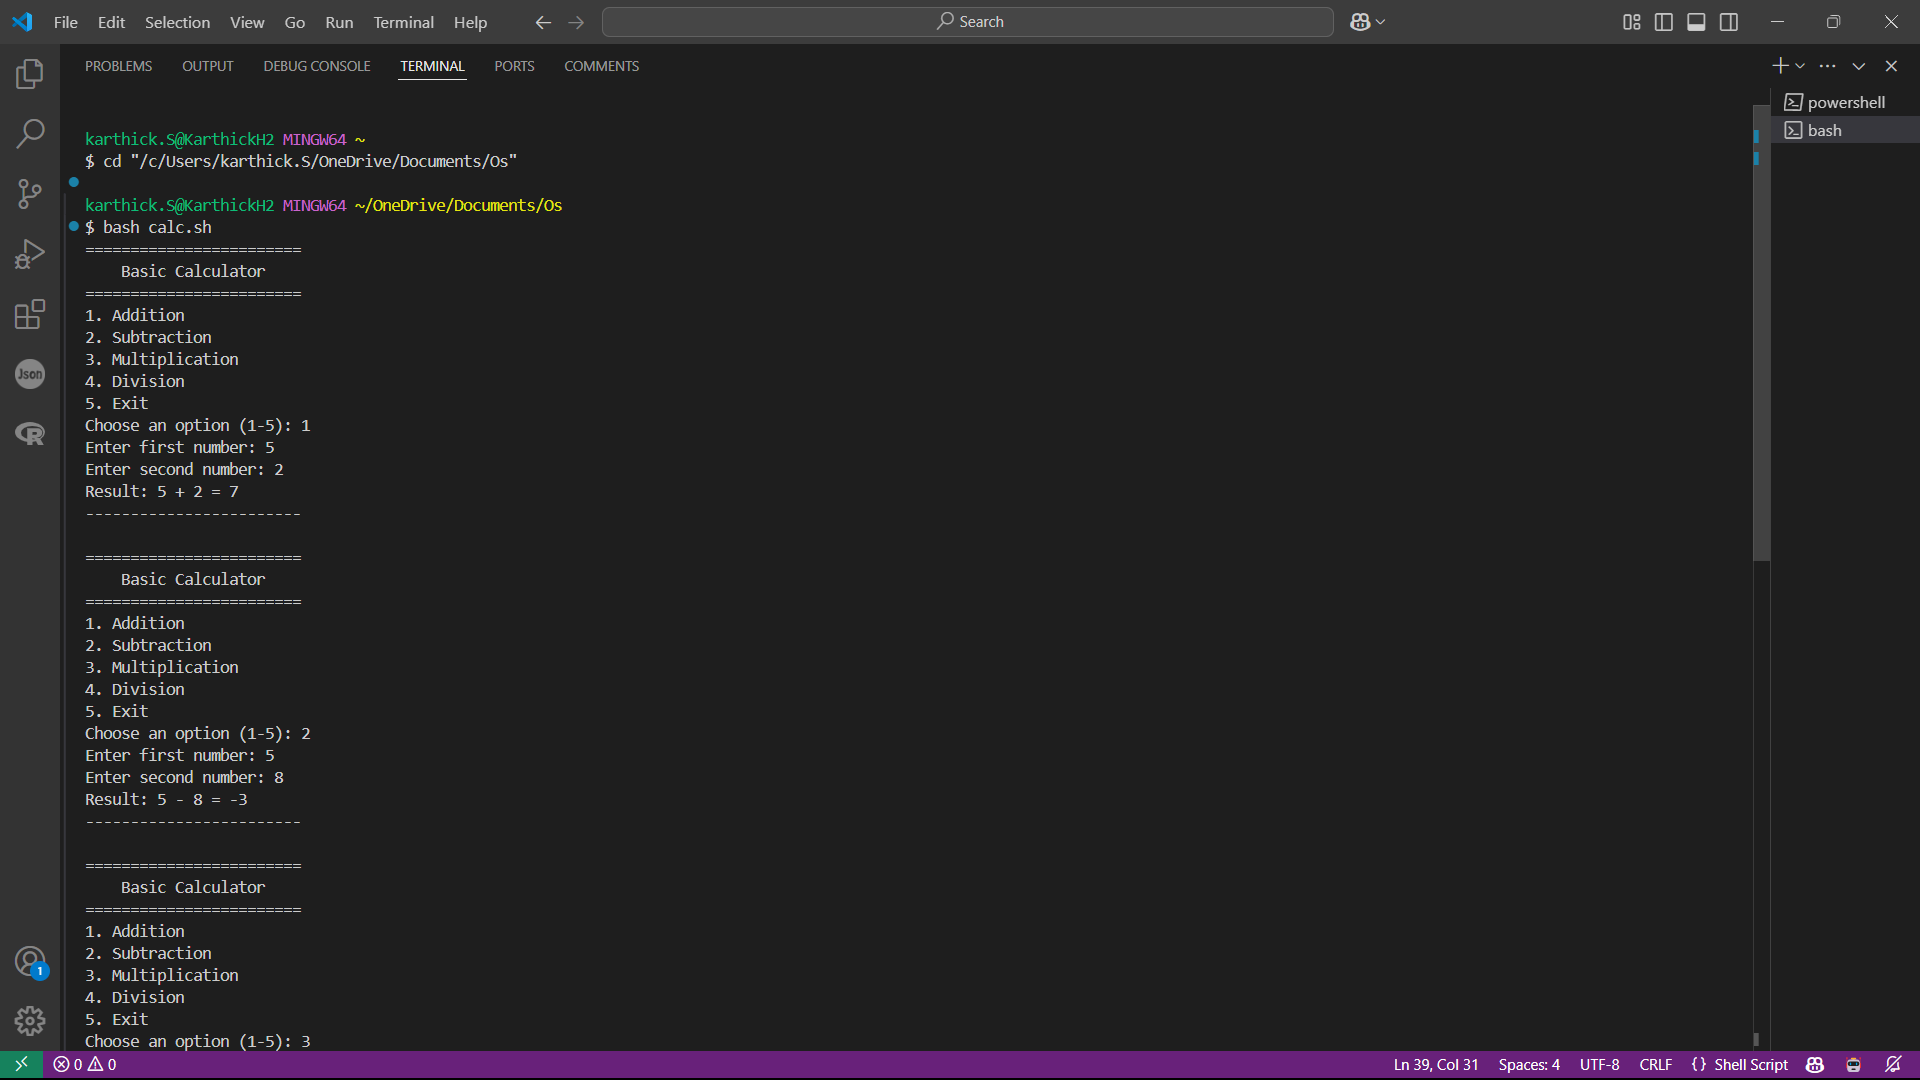 File Edit Selection View Go Run Terminal Help Search
PROBLEMS OUTPUT DEBUG CONSOLE TERMINAL PORTS COMMENTS
powershell
bash
karthick.S@KarthickH2 MINGW64 ~
$ cd "/c/Users/karthick.S/OneDrive/Documents/Os"
karthick.S@KarthickH2 MINGW64 ~/OneDrive/Documents/Os
$ bash calc.sh
========================
    Basic Calculator
========================
1. Addition
2. Subtraction
3. Multiplication
4. Division
5. Exit
Choose an option (1-5): 1
Enter first number: 5
Enter second number: 2
Result: 5 + 2 = 7
------------------------
========================
    Basic Calculator
========================
1. Addition
2. Subtraction
3. Multiplication
4. Division
5. Exit
Choose an option (1-5): 2
Enter first number: 5
Enter second number: 8
Result: 5 - 8 = -3
------------------------
========================
    Basic Calculator
========================
1. Addition
2. Subtraction
3. Multiplication
4. Division
5. Exit
Choose an option (1-5): 3
Json
R
1
0 0 Ln 39, Col 31 Spaces: 4 UTF-8 CRLF {} Shell Script